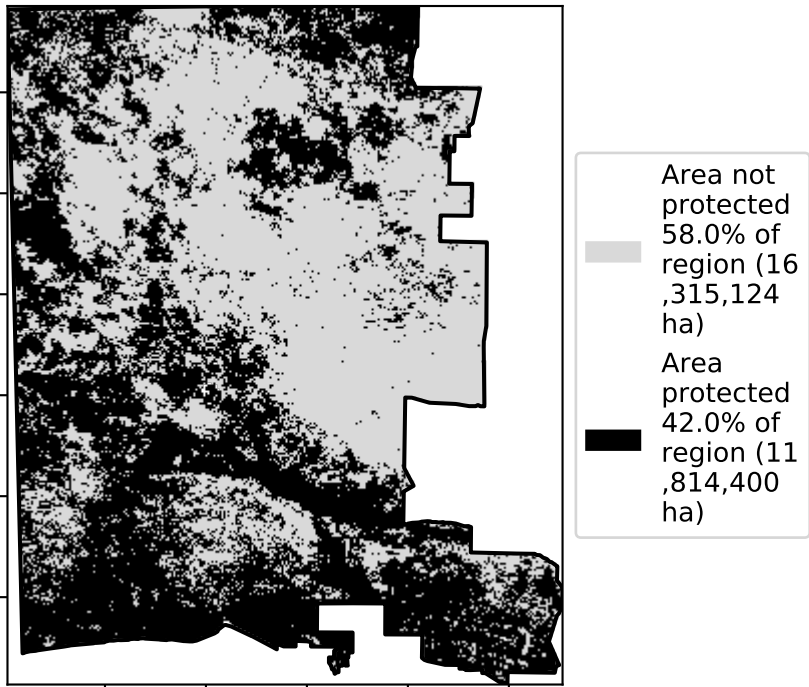 Area not
protected
58.0% of
region (16
,315,124
ha)
Area
protected
42.0% of
region (11
,814,400
ha)